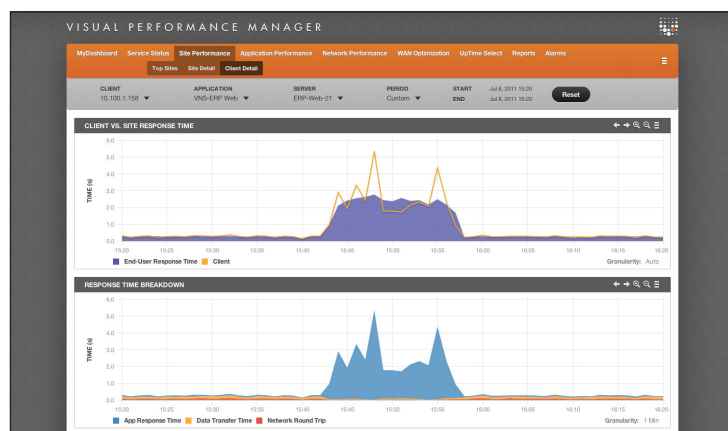 VISUAL PERFORMANCE MANAGER
MyDashboard Service Status Site Performance Application Performance Network Performance WAN Optimization UpTime Select Reports Alarms
Top Sites Site Detail Client Detail
CLIENT APPLICATION SERVER PERIOD START Jul 8, 2011 15:20
10.100.1.158 VNS-ERP Web ERP-Web-21 Custom END Jul 8, 2011 16:20
Reset
CLIENT VS. SITE RESPONSE TIME
TIME (s)
6.0
5.0
4.0
3.0
2.0
1.0
0.0
15:20 15:25 15:30 15:35 15:40 15:45 15:50 15:55 16:00 16:05 16:10 16:15 16:20
End-User Response Time Client Granularity: Auto
RESPONSE TIME BREAKDOWN
TIME (s)
6.0
5.0
4.0
3.0
2.0
1.0
0.0
15:20 15:25 15:30 15:35 15:40 15:45 15:50 15:55 16:00 16:05 16:10 16:15 16:20
App Response Time Data Transfer Time Network Round Trip Granularity: 1 Min